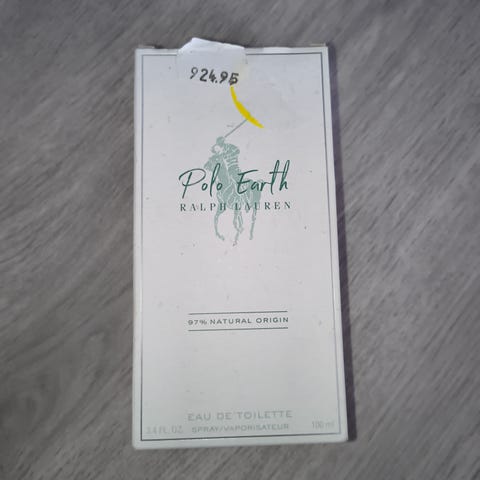 924.95
Polo Earth
RALPH LAUREN
97% NATURAL ORIGIN
EAU DE TOILETTE
3.4 FL. OZ. SPRAY/VAPORISATEUR 100 ml